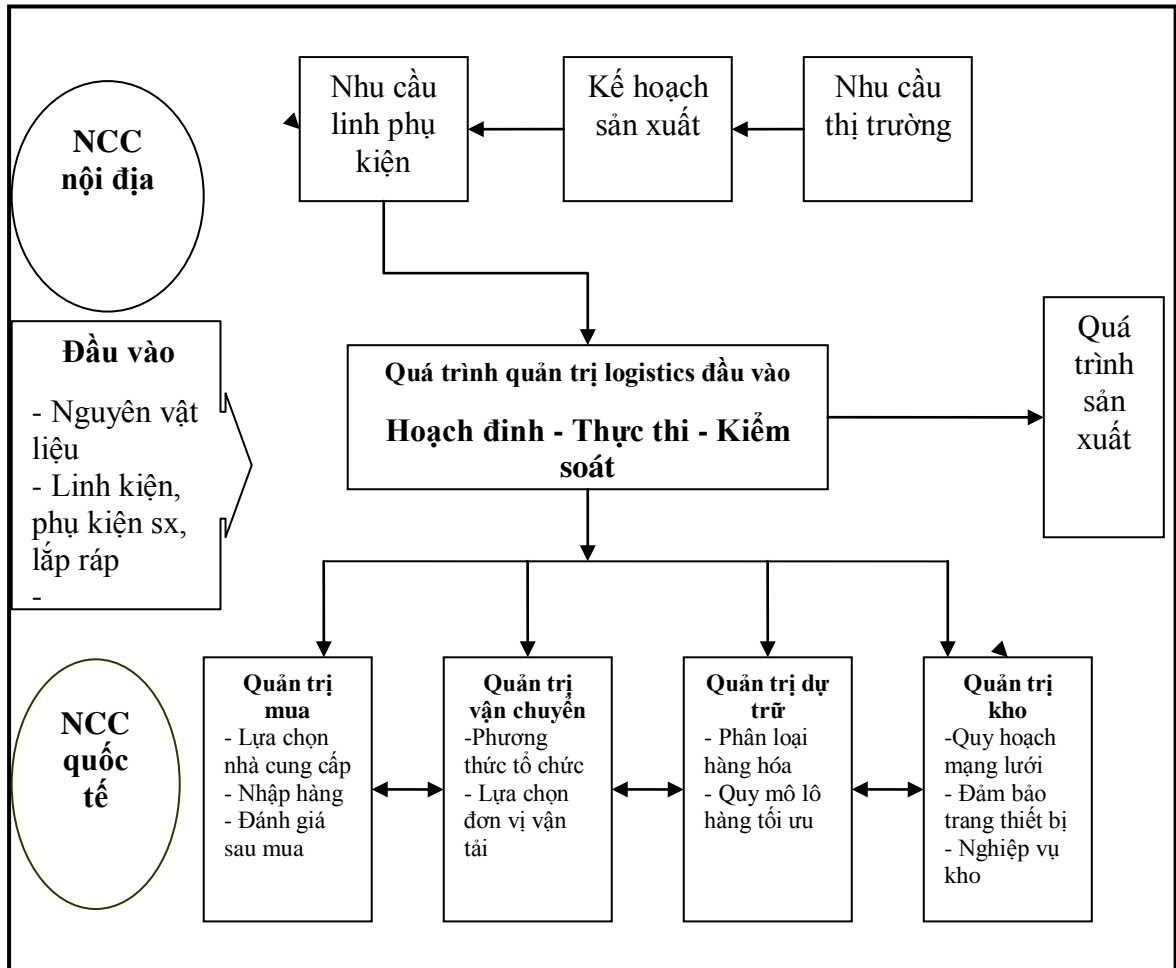 NCC
nội địa
Nhu cầu
linh phụ
kiện
Kế hoạch
sản xuất
Nhu cầu
thị trường
Đầu vào
- Nguyên vật
liệu
- Linh kiện,
phụ kiện sx,
lắp ráp
-
Quá trình quản trị logistics đầu vào
Hoạch đinh - Thực thi - Kiểm
soát
Quá
trình
sản
xuất
NCC
quốc
tế
Quản trị
mua
- Lựa chọn
nhà cung cấp
- Nhập hàng
- Đánh giá
sau mua
Quản trị
vận chuyển
-Phương
thức tổ chức
- Lựa chọn
đơn vị vận
tải
Quản trị dự
trữ
- Phân loại
hàng hóa
- Quy mô lô
hàng tối ưu
Quản trị
kho
-Quy hoạch
mạng lưới
- Đảm bảo
trang thiết bị
- Nghiệp vụ
kho